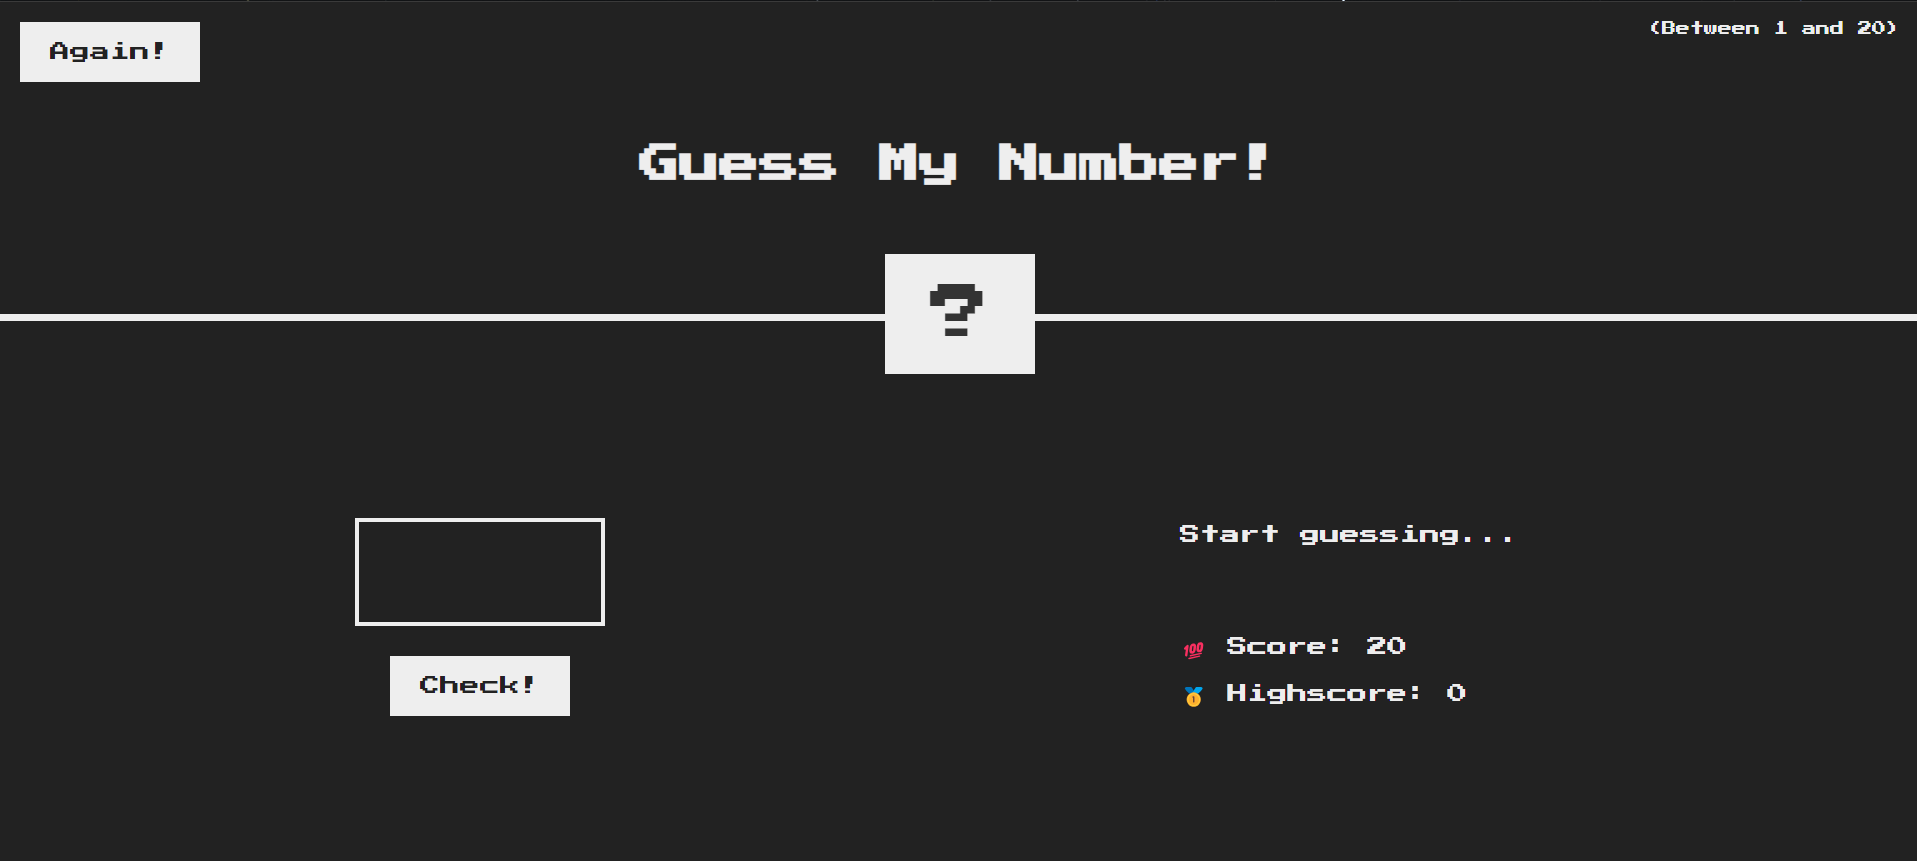 Again!
(Between 1 and 20)
Guess My Number!
?
Start guessing...
Check!
💯 Score: 20
🥇 Highscore: 0